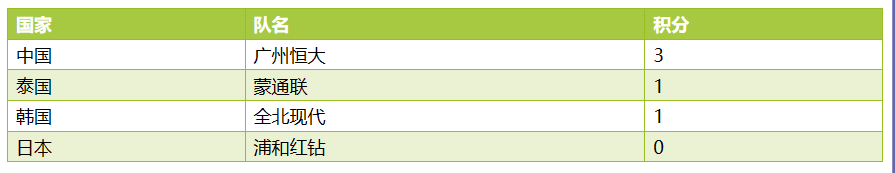 国家 队名 积分
中国 广州恒大 3
泰国 蒙通联 1
韩国 全北现代 1
日本 浦和红钻 0